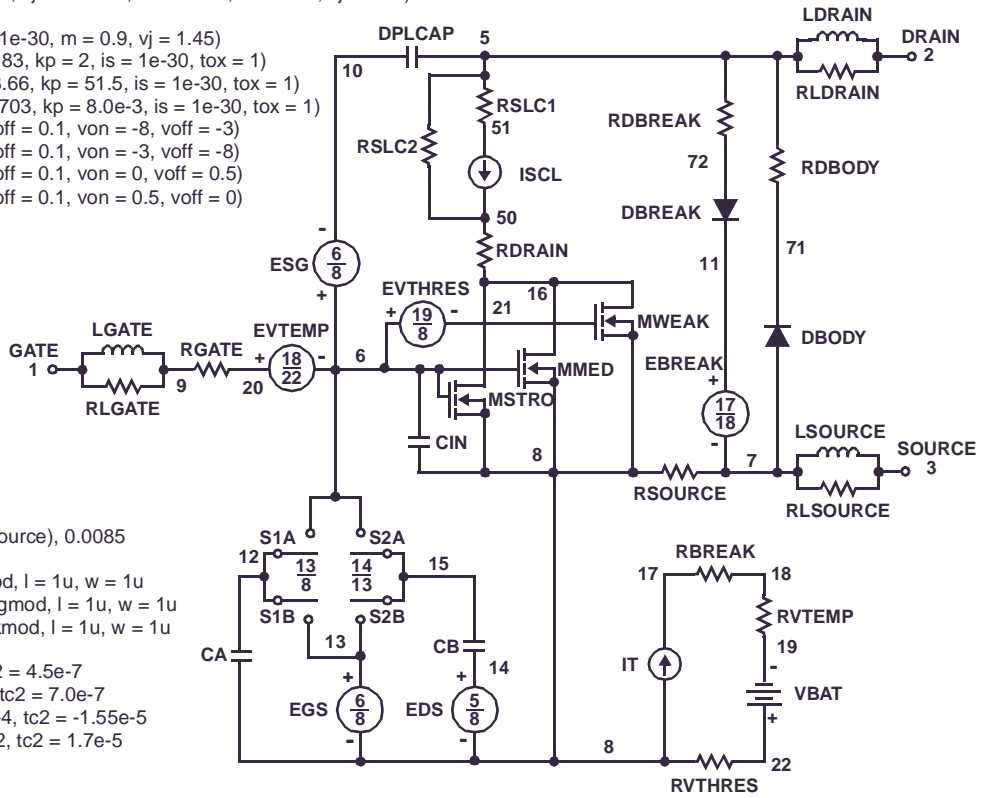 1e-30, m = 0.9, vj = 1.45)
83, kp = 2, is = 1e-30, tox = 1)
3.66, kp = 51.5, is = 1e-30, tox = 1)
703, kp = 8.0e-3, is = 1e-30, tox = 1)
off = 0.1, von = -8, voff = -3)
off = 0.1, von = -3, voff = -8)
off = 0.1, von = 0, voff = 0.5)
off = 0.1, von = 0.5, voff = 0)
LDRAIN
DPLCAP 5 DRAIN
10 2
RLDRAIN
RSLC1
51
RSLC2
ISCL
RDBREAK
72
RDBODY
50
DBREAK
RDRAIN
11
71
-
ESG 6
8
+
EVTHRES
+ 19 -
8
21
16
MWEAK
LGATE
GATE
1
RGATE
EVTEMP
+ 18 -
22
6
9
20
RLGATE
MMED
MSTRO
EBREAK
+
17
18
-
DBODY
CIN
8
7
RSOURCE
LSOURCE
SOURCE
3
RLSOURCE
ource), 0.0085
od, l = 1u, w = 1u
gmod, l = 1u, w = 1u
kmod, l = 1u, w = 1u
2 = 4.5e-7
tc2 = 7.0e-7
-4, tc2 = -1.55e-5
2, tc2 = 1.7e-5
S1A
S2A
12
13
8
14
13
15
S1B
S2B
13
CA
CB
+
EGS 6
8
-
+ 14
EDS 5
8
-
8
RBREAK
17
18
RVTEMP
19
IT
-
VBAT
+
22
RVTHRES